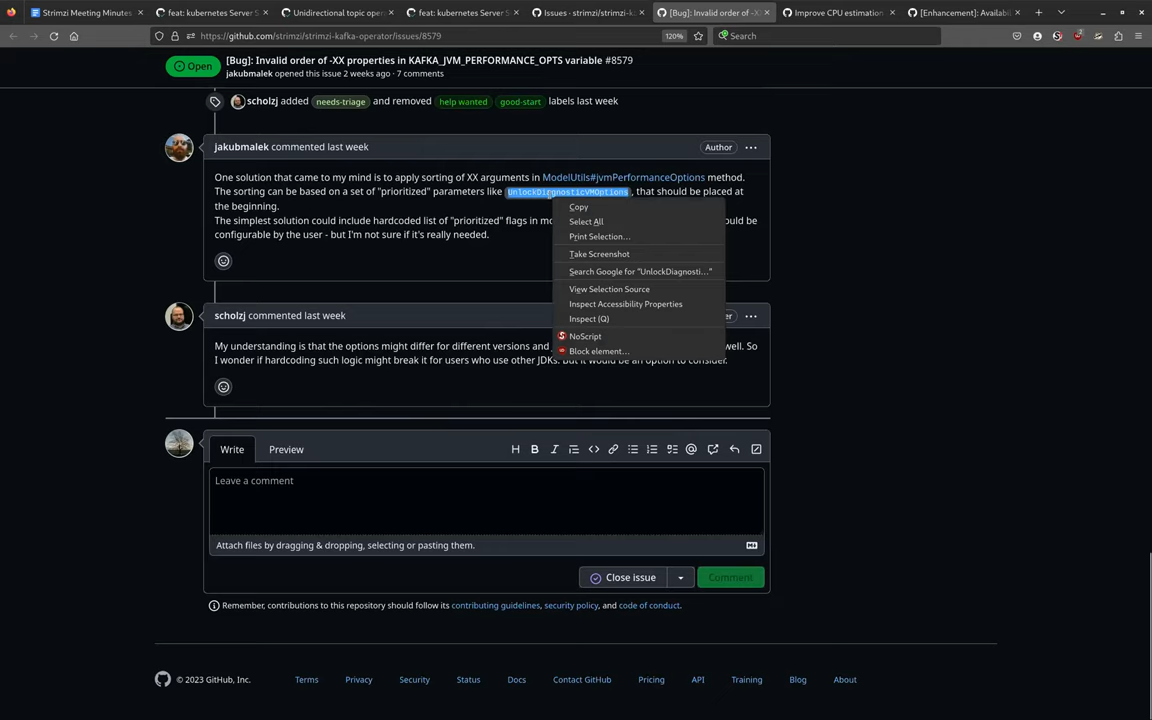 Strimzi Meeting Minutes
feat: kubernetes Server S
Unidirectional topic oper
feat: kubernetes Server S
Issues · strimzi/strimzi-k
[Bug]: Invalid order of -XX
Improve CPU estimation
[Enhancement]: Availabi
https://github.com/strimzi/strimzi-kafka-operator/issues/8579
120%
Search
Open
[Bug]: Invalid order of -XX properties in KAFKA_JVM_PERFORMANCE_OPTS variable #8579
jakubmalek opened this issue 2 weeks ago · 7 comments
scholzj added needs-triage and removed help wanted good-start labels last week
jakubmalek commented last week
Author
One solution that came to my mind is to apply sorting of XX arguments in ModelUtils#jvmPerformanceOptions method.
The sorting can be based on a set of "prioritized" parameters like UnlockDiagnosticVMOptions, that should be placed at
the beginning.
The simplest solution could include hardcoded list of "prioritized" flags in mo
uld be
configurable by the user - but I'm not sure if it's really needed.
Copy
Select All
Print Selection...
Take Screenshot
Search Google for "UnlockDiagnosti..."
View Selection Source
Inspect Accessibility Properties
Inspect (Q)
NoScript
Block element...
scholzj commented last week
er
My understanding is that the options might differ for different versions and
well. So
I wonder if hardcoding such logic might break it for users who use other JDKs. But it would be an option to consider.
Write
Preview
Leave a comment
Attach files by dragging & dropping, selecting or pasting them.
Close issue
Comment
Remember, contributions to this repository should follow its contributing guidelines, security policy, and code of conduct.
© 2023 GitHub, Inc.
Terms
Privacy
Security
Status
Docs
Contact GitHub
Pricing
API
Training
Blog
About